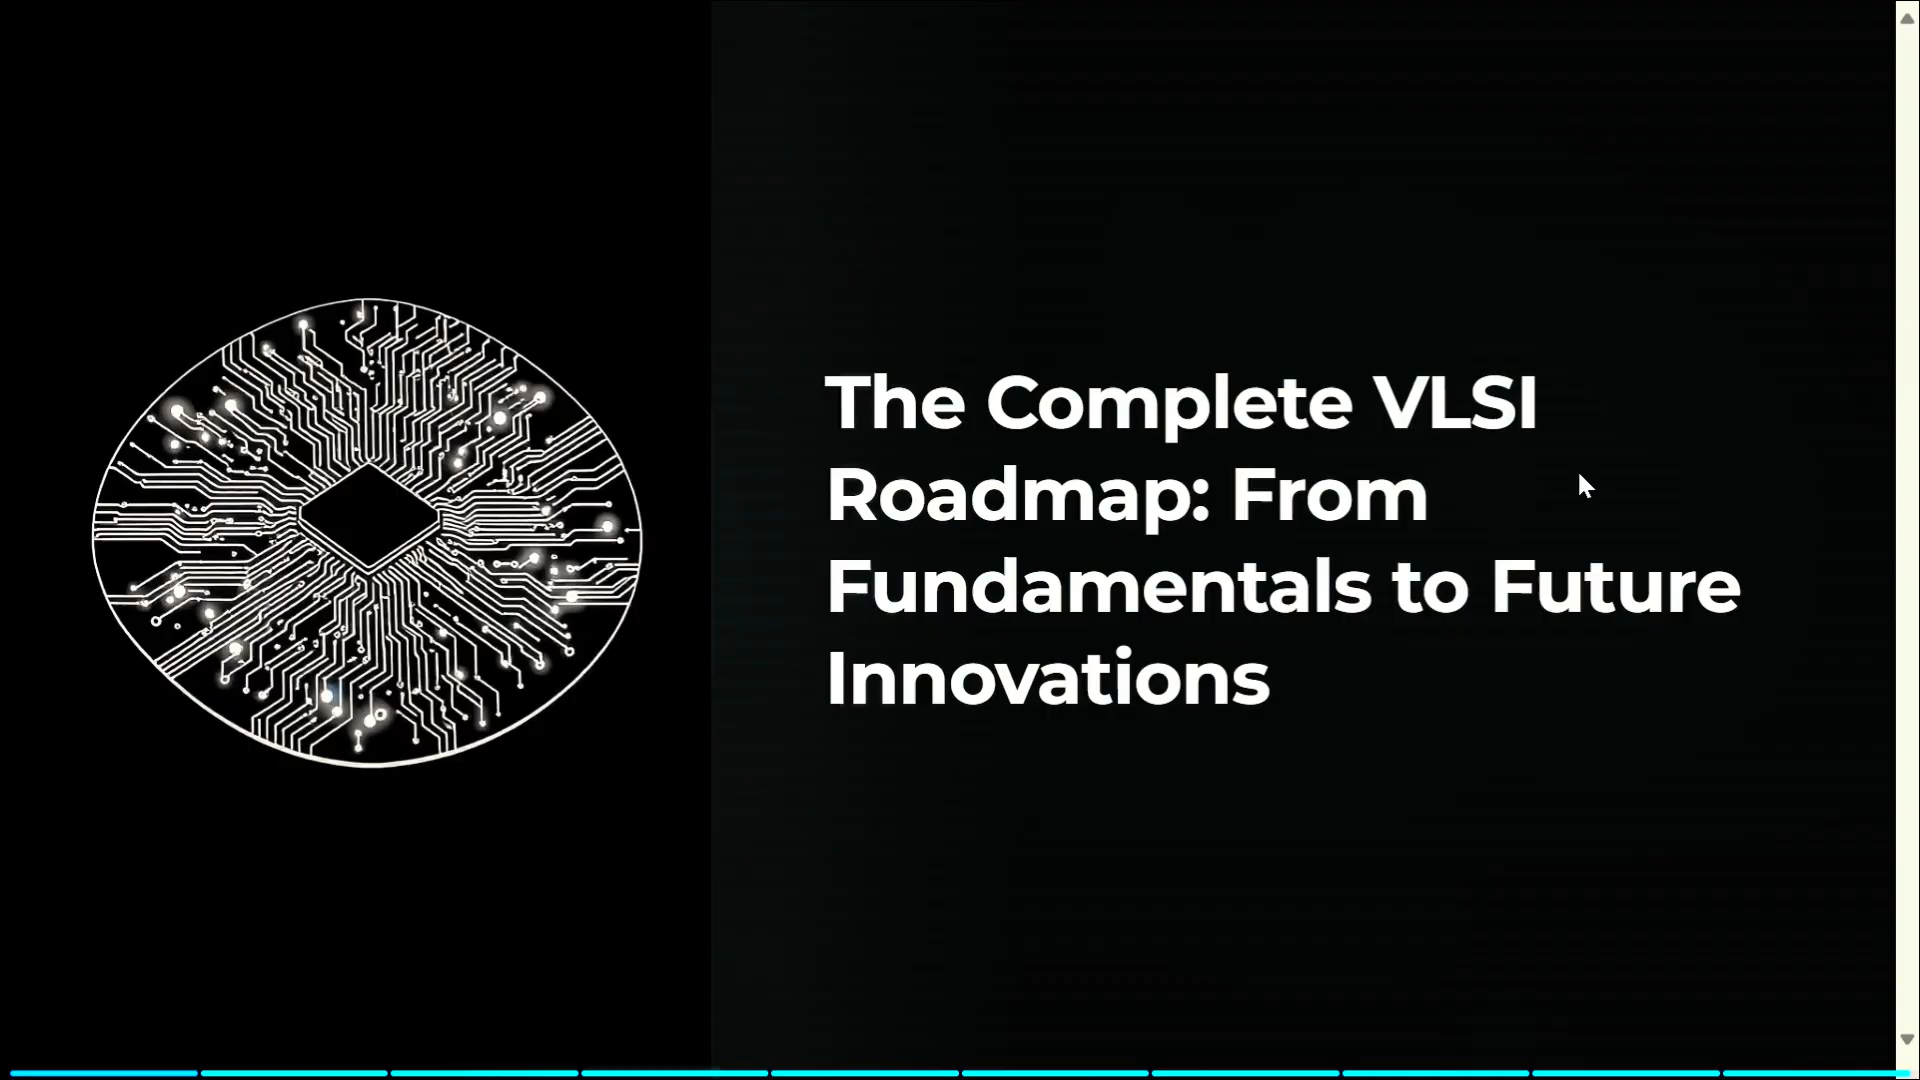 The Complete VLSI
Roadmap: From
Fundamentals to Future
Innovations